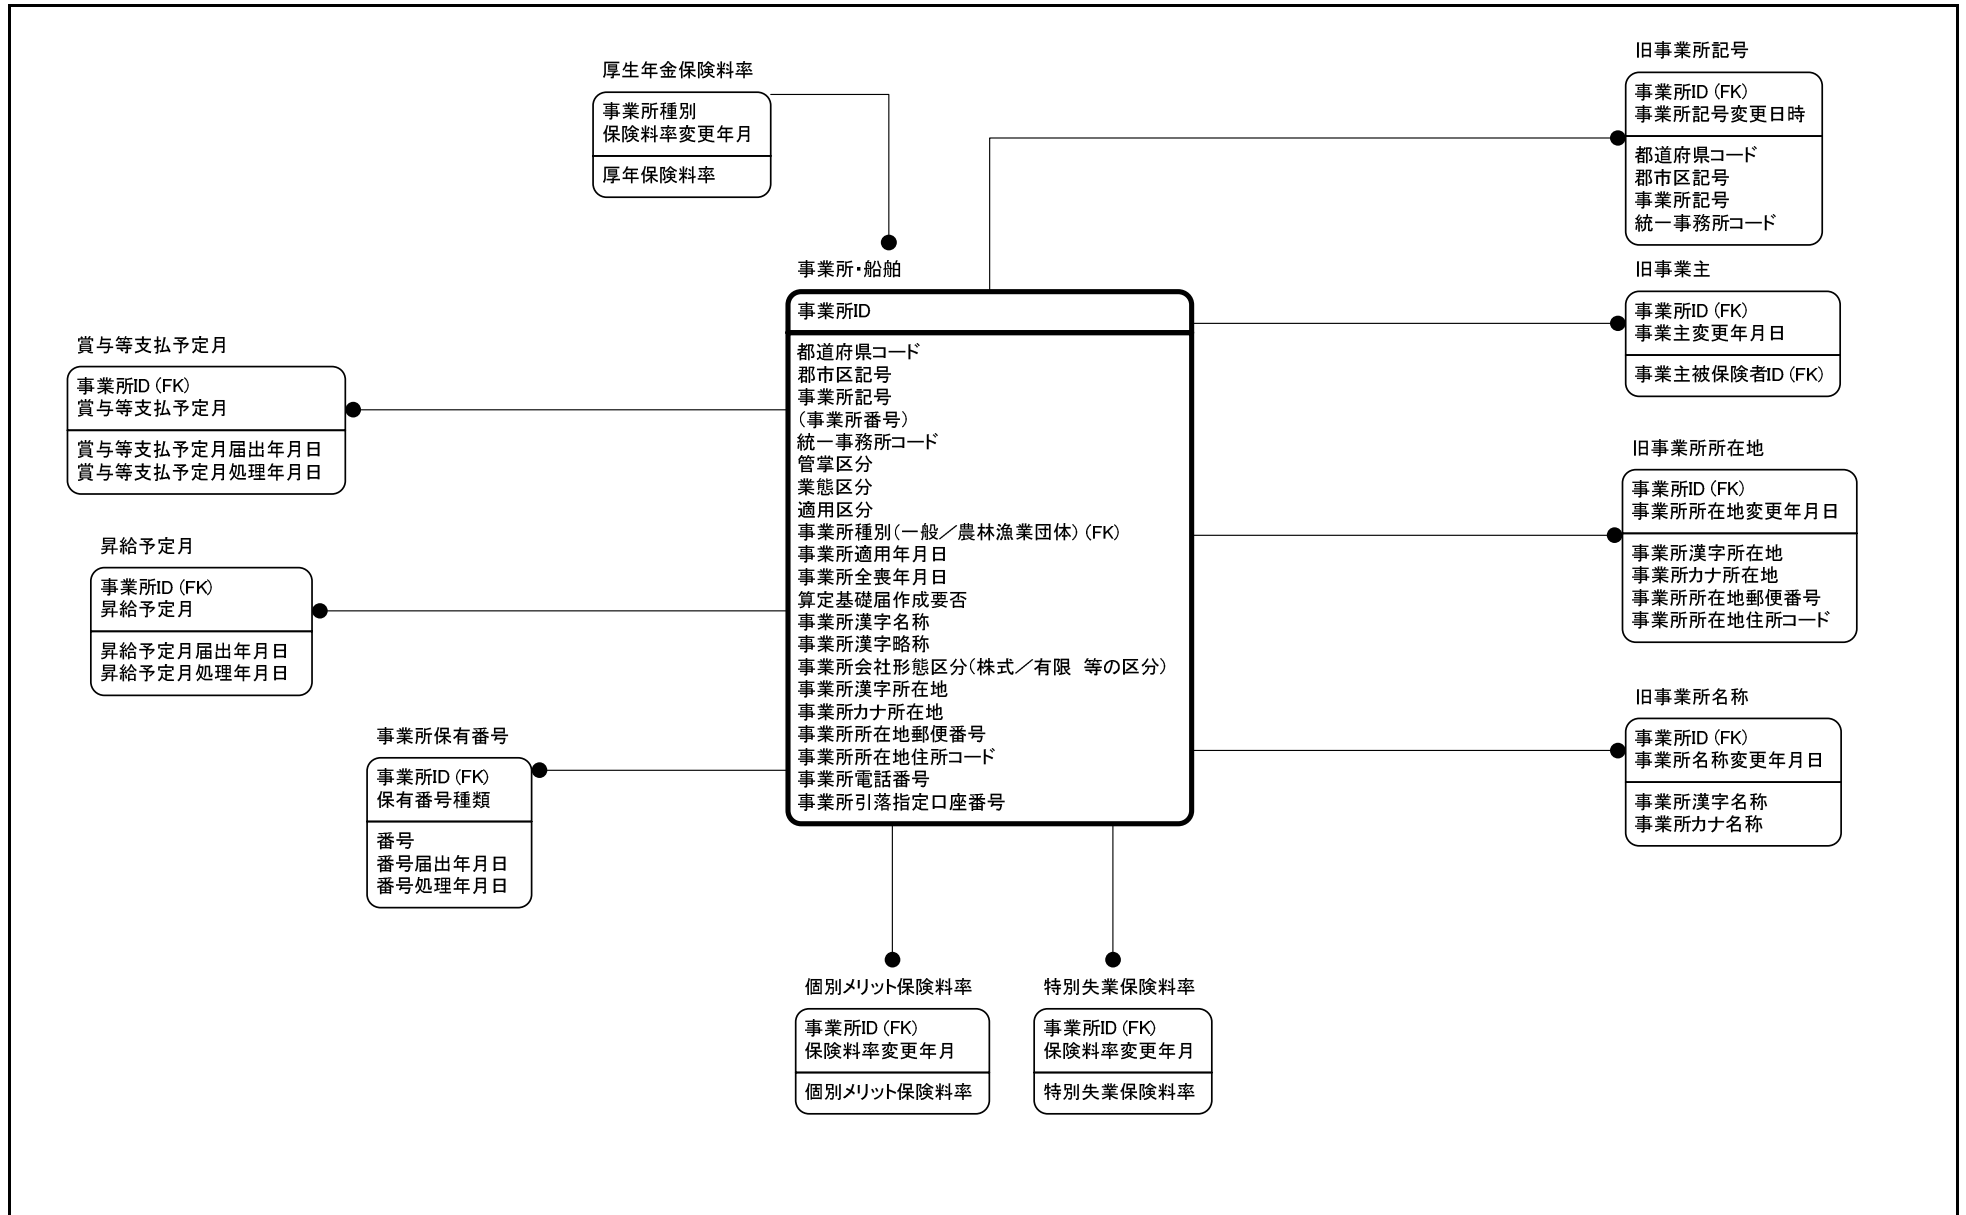 厚生年金保険料率
事業所種別
保険料率変更年月
厚年保険料率
旧事業所記号
事業所ID (FK)
事業所記号変更日時
都道府県コード
郡市区記号
事業所記号
統一事務所コード
事業所・船舶
事業所ID
都道府県コード
郡市区記号
事業所記号
（事業所番号）
統一事務所コード
管掌区分
業態区分
適用区分
事業所種別（一般／農林漁業団体） (FK)
事業所適用年月日
事業所全喪年月日
算定基礎届作成要否
事業所漢字名称
事業所漢字略称
事業所会社形態区分（株式／有限　等の区分）
事業所漢字所在地
事業所カナ所在地
事業所所在地郵便番号
事業所所在地住所コード
事業所電話番号
事業所引落指定口座番号
旧事業主
事業所ID (FK)
事業主変更年月日
事業主被保険者ID (FK)
賞与等支払予定月
事業所ID (FK)
賞与等支払予定月
賞与等支払予定月届出年月日
賞与等支払予定月処理年月日
旧事業所所在地
事業所ID (FK)
事業所所在地変更年月日
事業所漢字所在地
事業所カナ所在地
事業所所在地郵便番号
事業所所在地住所コード
昇給予定月
事業所ID (FK)
昇給予定月
昇給予定月届出年月日
昇給予定月処理年月日
旧事業所名称
事業所ID (FK)
事業所名称変更年月日
事業所漢字名称
事業所カナ名称
事業所保有番号
事業所ID (FK)
保有番号種類
番号
番号届出年月日
番号処理年月日
個別メリット保険料率
事業所ID (FK)
保険料率変更年月
個別メリット保険料率
特別失業保険料率
事業所ID (FK)
保険料率変更年月
特別失業保険料率